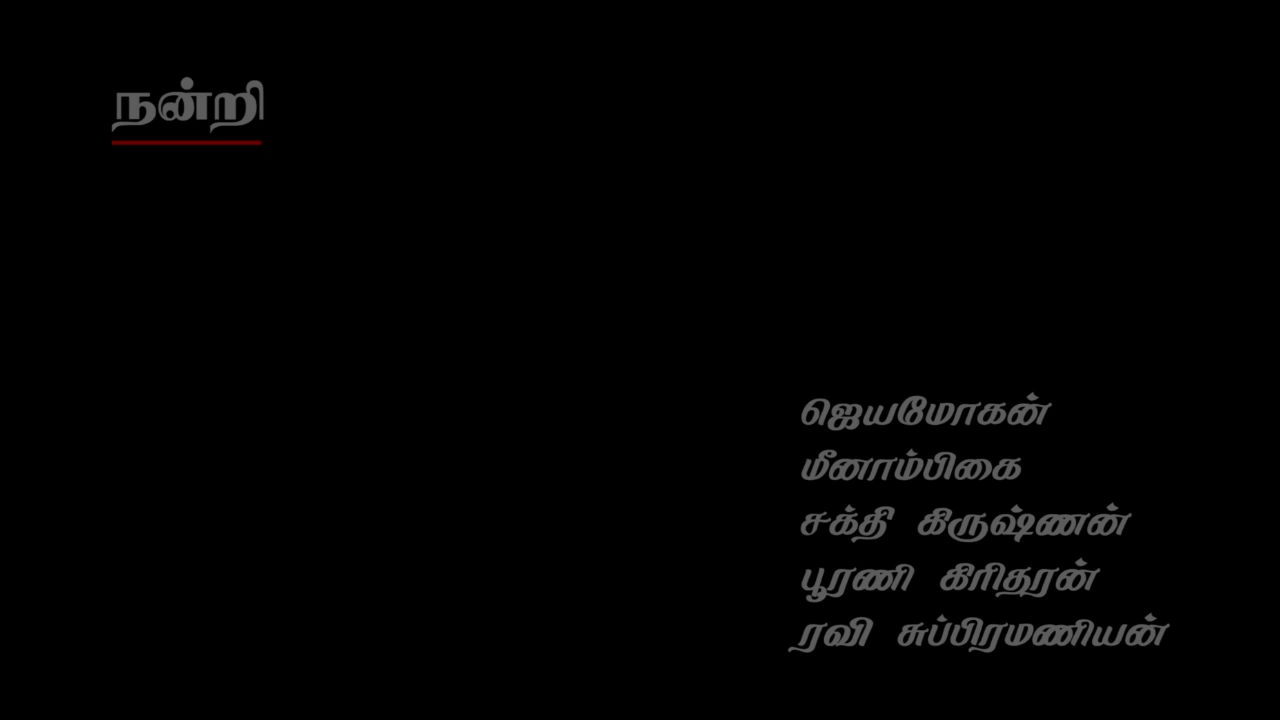 நன்றி
ஜெயமோகன்
மீனாம்பிகை
சக்தி கிருஷ்ணன்
பூரணி கிரிதரன்
ரவி சுப்பிரமணியன்